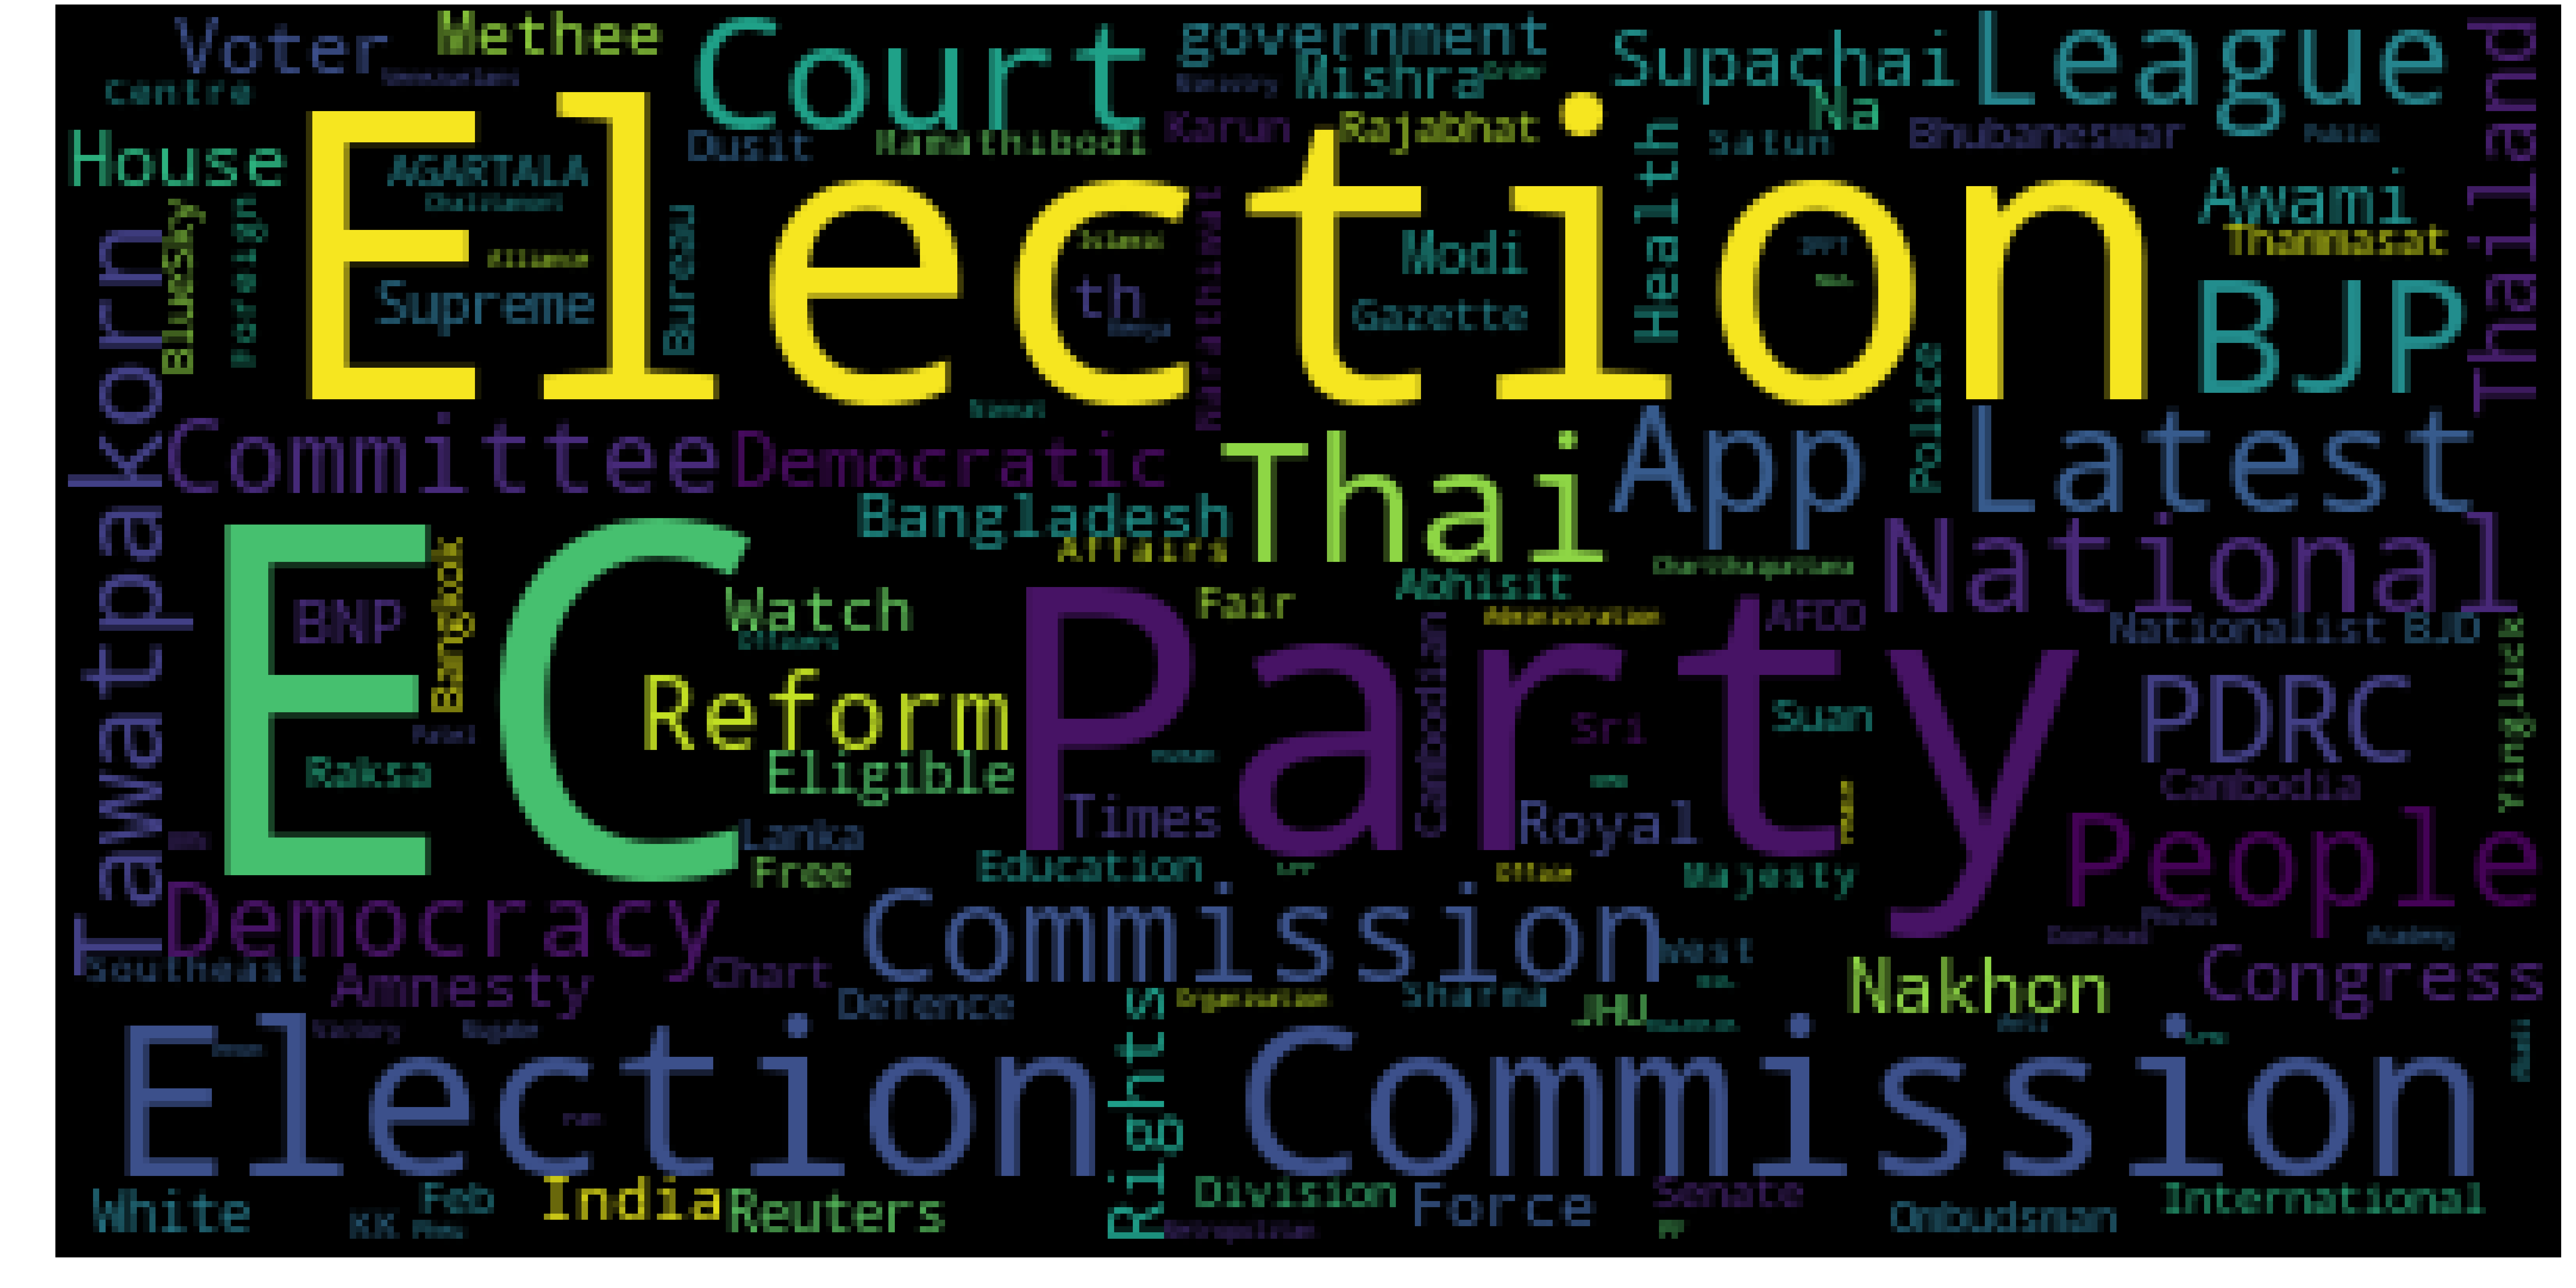 Voter
Methee
Court
government
Supachai
League
Thailand
Centre
Mishra
Na
House
AGARTALA
Dusit
Ramathibodi
Karun
Rajabhat
Health
Satun
Bhubaneswar
Election
Awami
BlueSky
Foreign
Bureau
Modi
Thammasat
Alliance
Supreme
th
Gazette
BJP
Narathiwat
Police
Tawatpakorn
Committee
Democratic
Thai
App
Latest
Bangladesh
Affairs
National
EC
Bangkok
BNP
Watch
Abhisit
Fair
Party
AFDD
Nationalist
BJD
Yingluck
Reform
Cambodian
Sri
Suan
PDRC
Raksa
Eligible
Times
Royal
Cambodia
Lanka
Free
Education
Majesty
People
Democracy
Commission
Southeast
Amnesty
Chart
Defence
West
Sharma
JHU
Nakhon
Congress
Election Commission
Rights
White
Feb
India
Reuters
Division
Force
Senate
Ombudsman
International
KK